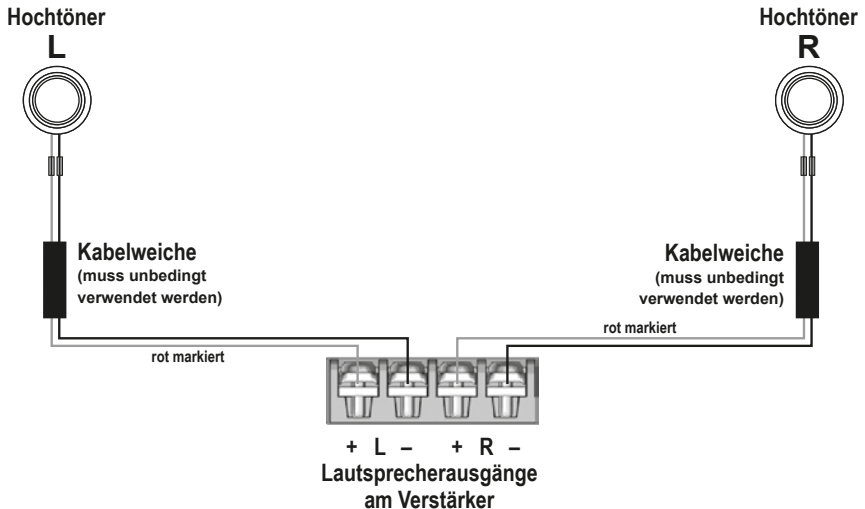 Hochtöner
L
Hochtöner
R
Kabelweiche
(muss unbedingt
verwendet werden)
Kabelweiche
(muss unbedingt
verwendet werden)
rot markiert
rot markiert
+ L – + R –
Lautsprecherausgänge
am Verstärker